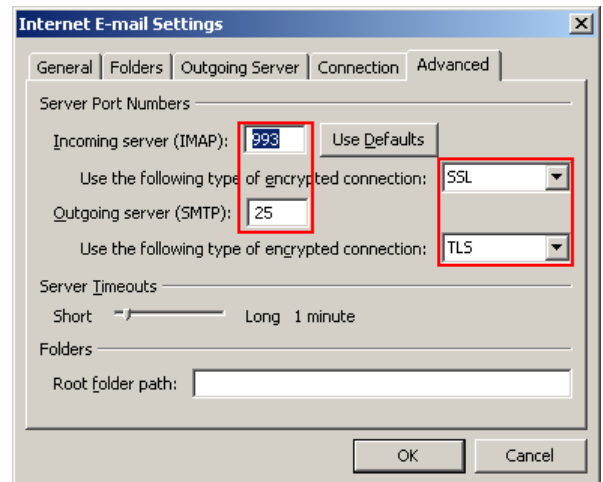 Internet E-mail Settings
General Folders Outgoing Server Connection Advanced
Server Port Numbers
Incoming server (IMAP): 993 Use Defaults
Use the following type of encrypted connection: SSL
Outgoing server (SMTP): 25
Use the following type of encrypted connection: TLS
Server Timeouts
Short Long 1 minute
Folders
Root folder path:
OK Cancel